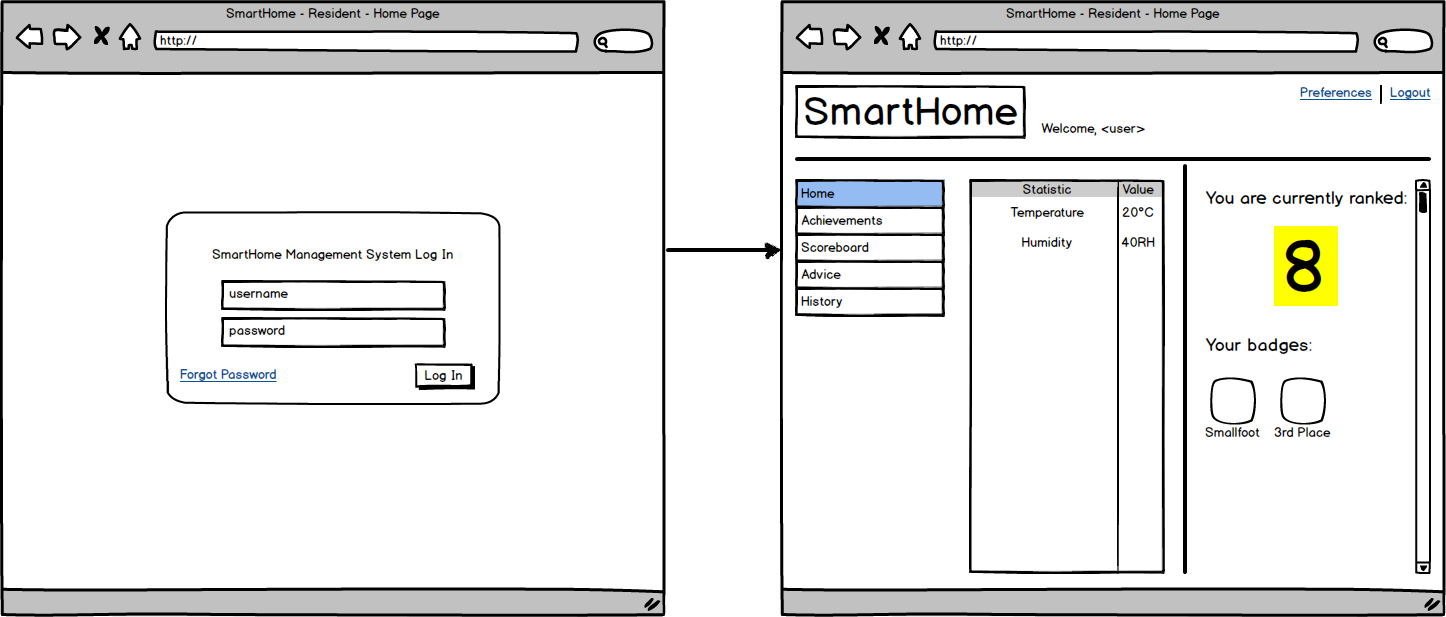 SmartHome - Resident - Home Page
http://
SmartHome Management System Log In
username
password
Forgot Password
Log In
SmartHome - Resident - Home Page
http://
Preferences
Logout
SmartHome
Welcome, <user>
Home
Achievements
Scoreboard
Advice
History
Statistic Value
Temperature 20°C
Humidity 40RH
You are currently ranked:
8
Your badges:
Smallfoot 3rd Place